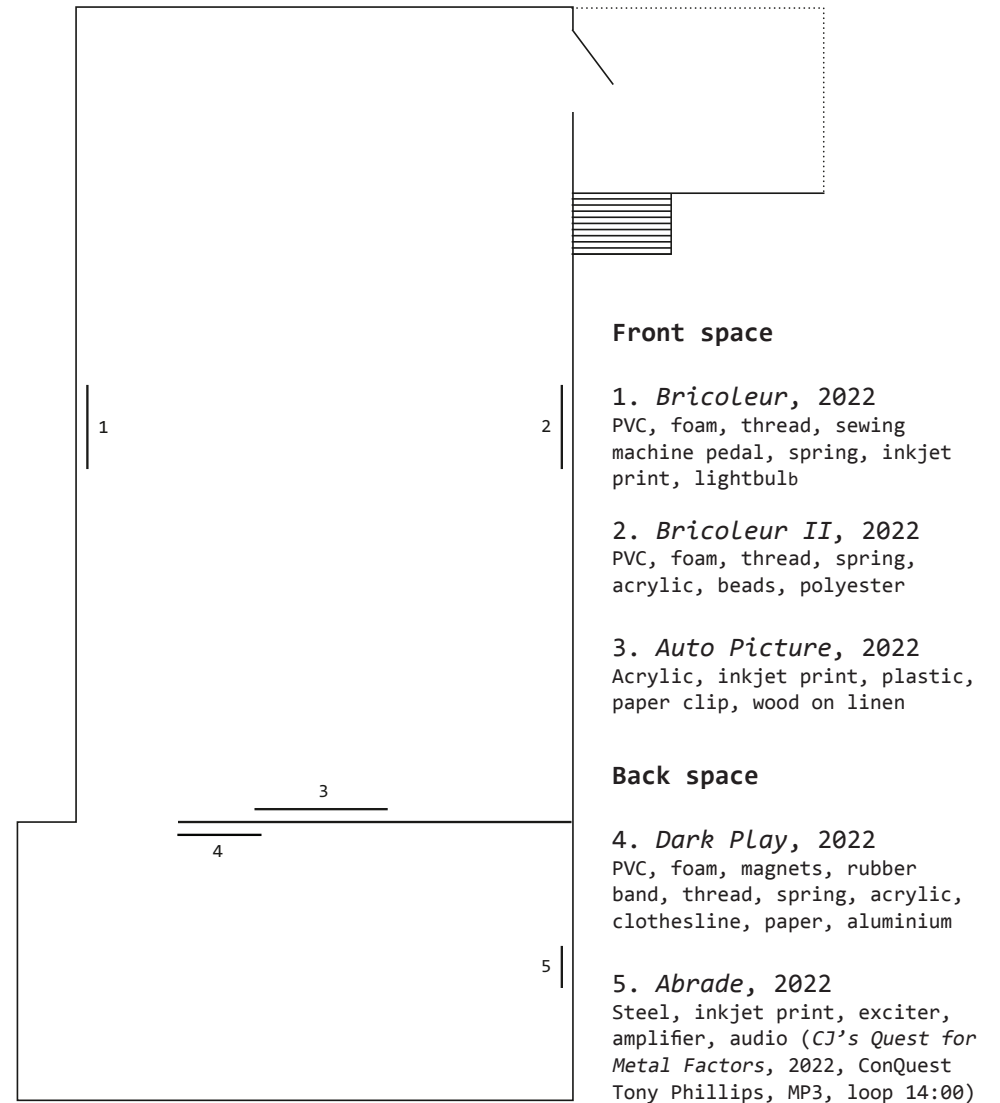 1
2
3
4
5
Front space
1. Bricoleur, 2022
PVC, foam, thread, sewing
machine pedal, spring, inkjet
print, lightbulb
2. Bricoleur II, 2022
PVC, foam, thread, spring,
acrylic, beads, polyester
3. Auto Picture, 2022
Acrylic, inkjet print, plastic,
paper clip, wood on linen
Back space
4. Dark Play, 2022
PVC, foam, magnets, rubber
band, thread, spring, acrylic,
clothesline, paper, aluminium
5. Abrade, 2022
Steel, inkjet print, exciter,
amplifier, audio (CJ's Quest for
Metal Factors, 2022, ConQuest
Tony Phillips, MP3, loop 14:00)